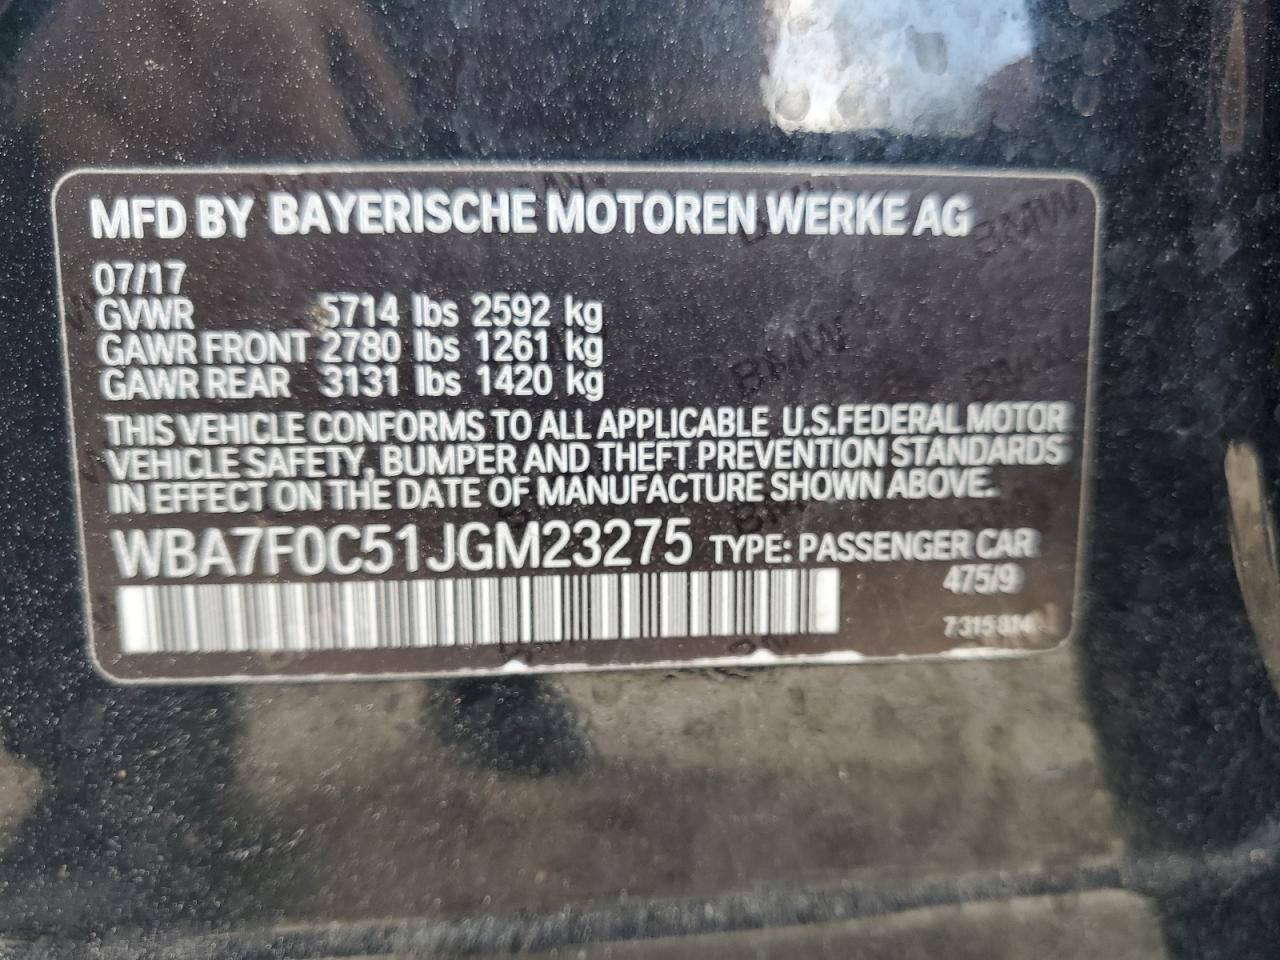 MFD BY BAYERISCHE MOTOREN WERKE AG
07/17
GVWR 5714 lbs 2592 kg
GAWR FRONT 2780 lbs 1261 kg
GAWR REAR 3131 lbs 1420 kg
THIS VEHICLE CONFORMS TO ALL APPLICABLE U.S.FEDERAL MOTOR
VEHICLE SAFETY, BUMPER AND THEFT PREVENTION STANDARDS
IN EFFECT ON THE DATE OF MANUFACTURE SHOWN ABOVE.
WBA7F0C51JGM23275 TYPE: PASSENGER CAR
475/9
BMW
BMW